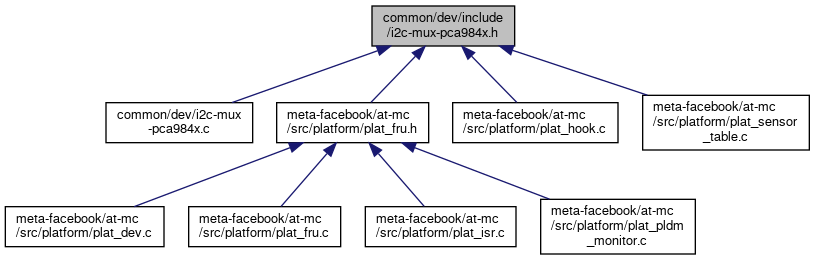 common/dev/include
/i2c-mux-pca984x.h
common/dev/i2c-mux
-pca984x.c
meta-facebook/at-mc
/src/platform/plat_fru.h
meta-facebook/at-mc
/src/platform/plat_hook.c
meta-facebook/at-mc
/src/platform/plat_sensor
_table.c
meta-facebook/at-mc
/src/platform/plat_dev.c
meta-facebook/at-mc
/src/platform/plat_fru.c
meta-facebook/at-mc
/src/platform/plat_isr.c
meta-facebook/at-mc
/src/platform/plat_pldm
_monitor.c